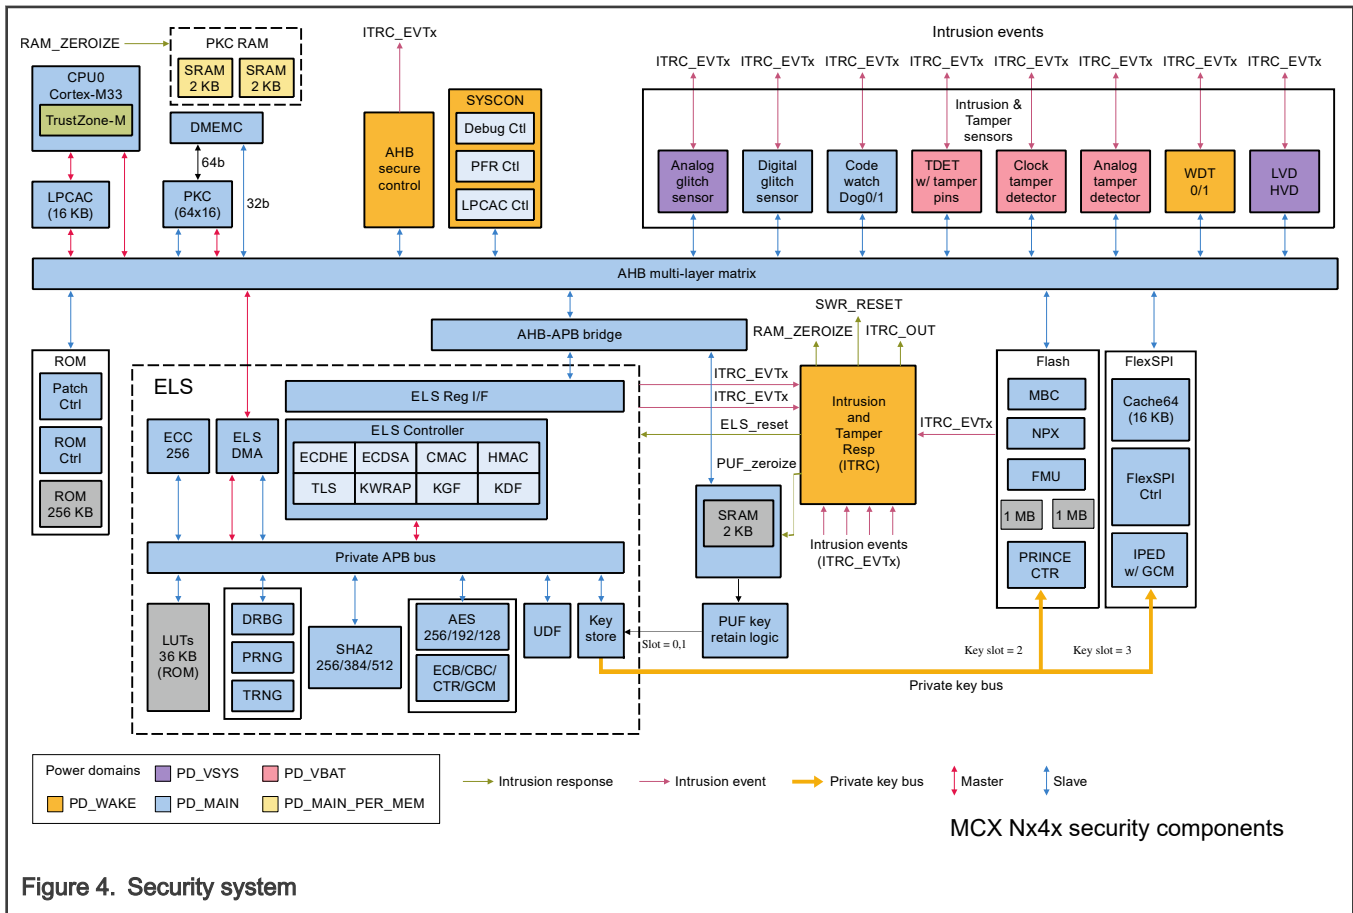 RAM_ZEROIZE
PKC RAM
SRAM
2 KB
SRAM
2 KB
CPU0
Cortex-M33
TrustZone-M
DMEMC
64b
LPCAC
(16 KB)
PKC
(64x16)
32b
ITRC_EVTx
AHB
secure
control
SYSCON
Debug Ctl
PFR Ctl
LPCAC Ctl
Intrusion events
ITRC_EVTx
ITRC_EVTx
ITRC_EVTx
ITRC_EVTx
ITRC_EVTx
ITRC_EVTx
ITRC_EVTx
ITRC_EVTx
Intrusion &
Tamper
sensors
Analog
glitch
sensor
Digital
glitch
sensor
Code
watch
Dog0/1
TDET
w/ tamper
pins
Clock
tamper
detector
Analog
tamper
detector
WDT
0/1
LVD
HVD
AHB multi-layer matrix
AHB-APB bridge
SWR_RESET
RAM_ZEROIZE
ITRC_OUT
ROM
Patch
Ctrl
ROM
Ctrl
ROM
256 KB
ELS
ELS Reg I/F
ECC
256
ELS
DMA
ELS Controller
ECDHE
ECDSA
CMAC
HMAC
TLS
KWRAP
KGF
KDF
Private APB bus
LUTs
36 KB
(ROM)
DRBG
PRNG
TRNG
SHA2
256/384/512
AES
256/192/128
ECB/CBC/
CTR/GCM
UDF
Key
store
ITRC_EVTx
ITRC_EVTx
ELS_reset
PUF_zeroize
Intrusion
and
Tamper
Resp
(ITRC)
ITRC_EVTx
SRAM
2 KB
Intrusion events
(ITRC_EVTx)
PUF key
retain logic
Slot = 0,1
Flash
MBC
NPX
FMU
1 MB
1 MB
PRINCE
CTR
FlexSPI
Cache64
(16 KB)
FlexSPI
Ctrl
IPED
w/ GCM
Key slot = 2
Key slot = 3
Private key bus
Power domains
PD_VSYS
PD_VBAT
PD_WAKE
PD_MAIN
PD_MAIN_PER_MEM
Intrusion response
Intrusion event
Private key bus
Master
Slave
MCX Nx4x security components
Figure 4. Security system